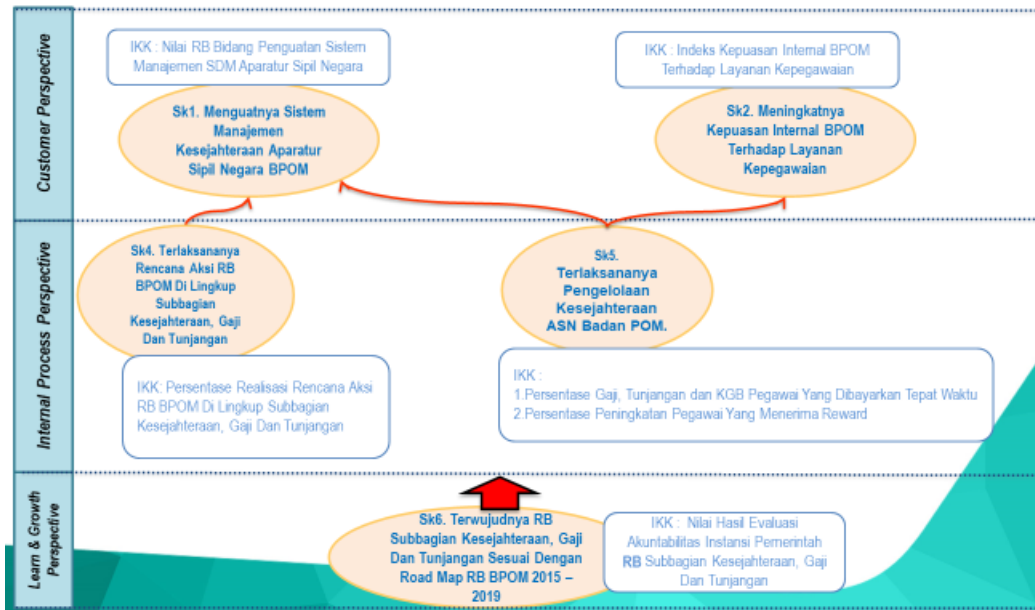 Customer Perspective
IKK : Nilai RB Bidang Penguatan Sistem
Manajemen SDM Aparatur Sipil Negara
Sk1. Menguatnya Sistem
Manajemen
Kesejahteraan Aparatur
Sipil Negara BPOM
IKK : Indeks Kepuasan Internal BPOM
Terhadap Layanan Kepegawaian
Sk2. Meningkatnya
Kepuasan Internal BPOM
Terhadap Layanan
Kepegawaian
Internal Process Perspective
Sk4. Terlaksananya
Rencana Aksi RB
BPOM Di Lingkup
Subbagian
Kesejahteraan, Gaji
Dan Tunjangan
IKK: Persentase Realisasi Rencana Aksi
RB BPOM Di Lingkup Subbagian
Kesejahteraan, Gaji Dan Tunjangan
Sk5.
Terlaksananya
Pengelolaan
Kesejahteraan
ASN Badan POM.
IKK :
1.Persentase Gaji, Tunjangan dan KGB Pegawai Yang Dibayarkan Tepat Waktu
2.Persentase Peningkatan Pegawai Yang Menerima Reward
Learn & Growth
Perspective
Sk6. Terwujudnya RB
Subbagian Kesejahteraan, Gaji
Dan Tunjangan Sesuai Dengan
Road Map RB BPOM 2015 –
2019
IKK : Nilai Hasil Evaluasi
Akuntabilitas Instansi Pemerintah
RB Subbagian Kesejahteraan, Gaji
Dan Tunjangan